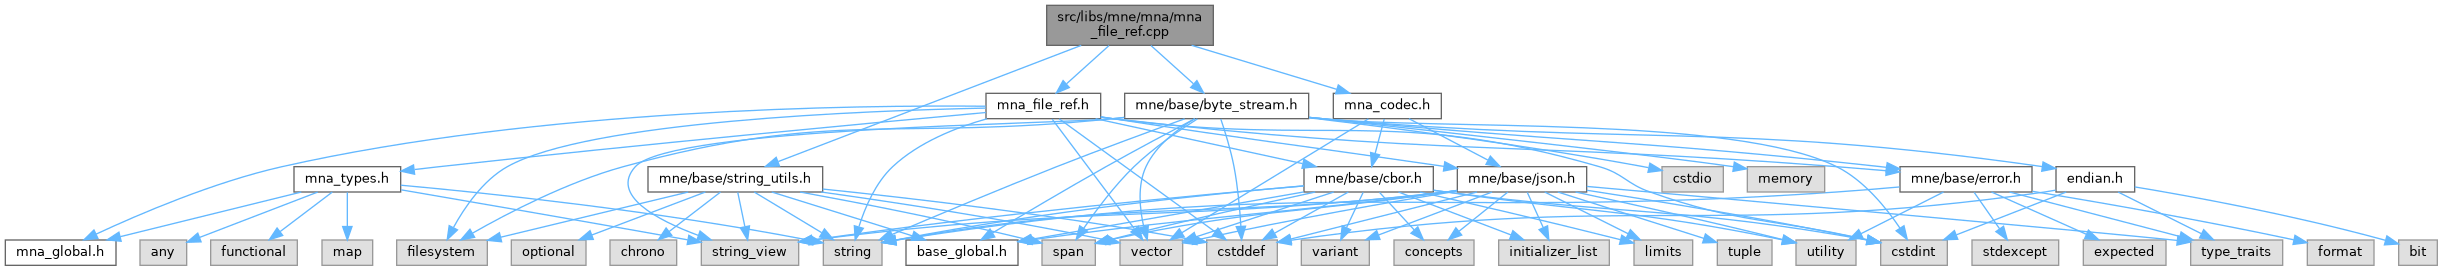 src/libs/mne/mna/mna
_file_ref.cpp
mna_file_ref.h
mne/base/byte_stream.h
mna_codec.h
mna_types.h
mne/base/string_utils.h
mne/base/cbor.h
mne/base/json.h
cstdio
memory
mne/base/error.h
endian.h
mna_global.h
any
functional
map
filesystem
optional
chrono
string_view
string
base_global.h
span
vector
cstddef
variant
concepts
initializer_list
limits
tuple
utility
cstdint
stdexcept
expected
type_traits
format
bit